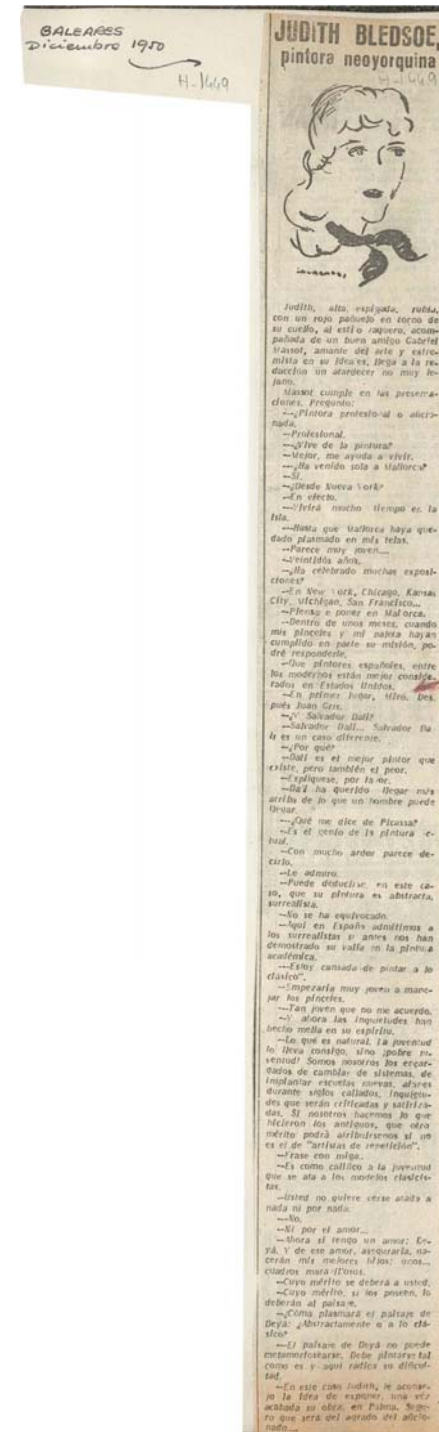 BALEARES
Diciembre 1950
H-1449
JUDITH BLEDSOE,
pintora neoyorquina
H-1449
Judith, alta, espigada, rubia,
con un rojo pañuelo en torno de
su cuello, al estilo vaquero, acom-
pañada de un buen amigo Gabriel
Massot, amante del arte y extre-
mista en su ideares, llega a la re-
dacción un atardecer no muy le-
jano.
Massot cumple en las presenta-
ciones. Pregunto:
—¿Pintora profesional o aficio-
nada.
—Profesional.
—¿Vive de la pintura?
—Mejor, me ayuda a vivir.
—¿Ha venido sola a Mallorca?
—Sí.
—¿Desde Nueva York?
—En efecto.
—Vivirá mucho tiempo en la
Isla.
—Hasta que Mallorca haya que-
dado plasmado en mis telas.
—Parece muy joven...
—Veintidós años.
—¿Ha celebrado muchas exposi-
ciones?
—En New York, Chicago, Kansas
City, Michigan, San Francisco...
—Piensa exponer en Mallorca.
—Dentro de unos meses, cuando
mis pinceles y mi paleta hayan
cumplido en parte su misión, po-
dré responderle.
—Que pintores españoles, entre
los modernos están mejor conside-
rados en Estados Unidos.
—En primer lugar, Miró. Des-
pués Juan Gris.
—¿Y Salvador Dalí?
—Salvador Dalí... Salvador Da-
lí es un caso diferente.
—¿Por qué?
—Dalí es el mejor pintor que
existe, pero también el peor.
—Explíquese, por favor.
—Dalí ha querido llegar más
arriba de lo que un hombre puede
llegar.
—¿Qué me dice de Picasso?
—Es el genio de la pintura ac-
tual.
—Con mucho ardor parece de-
cirlo.
—Le admiro.
—Puede deducirse, en este ca-
so, que su pintura es abstracta,
surrealista.
—No se ha equivocado.
—Aquí en España admitimos a
los surrealistas si antes nos han
demostrado su valía en la pintura
académica.
—Estoy cansada de pintar a lo
clásico".
—Empezaría muy joven a mane-
jar los pinceles.
—Tan joven que no me acuerdo.
—Y ahora las inquietudes han
hecho mella en su espíritu.
—Lo qué es natural. La juventud
lo lleva consigo, sino ¡pobre ju-
ventud! Somos nosotros los encar-
gados de cambiar de sistemas, de
implantar escuelas nuevas, afanes
durante siglos callados, inquietu-
des que serán criticadas y satiriza-
das. Si nosotros hacemos lo que
hicieron los antiguos, que otro
mérito podrá atribuirsenos si no
es el de "artistas de repetición".
—Frase con miga.
—Es como califico a la juventud
que se ata a los modelos clasicis-
tas.
—Usted no quiere verse atada a
nada ni por nada.
—No.
—Ni por el amor...
—Ahora sí tengo un amor: De-
yá. Y de ese amor, aseguraría, na-
cerán mis mejores hijos: unos...
cuadros maravillosos.
—Cuyo mérito se deberá a usted.
—Cuyo mérito, si los poseen, lo
deberán al paisaje.
—¿Cómo plasmará el paisaje de
Deyá: ¿Abstractamente o a lo clá-
sico?
—El paisaje de Deyá no puede
metamorfosearse. Debe pintarse tal
como es y aquí radica su dificul-
tad.
—En este caso Judith, le aconse-
jo la idea de exponer, una vez
acabada su obra, en Palma. Segu-
ro que será del agrado del aficio-
nado...